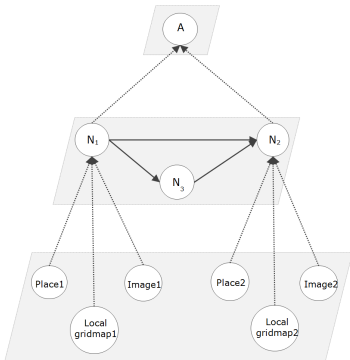 A
N1
N2
N3
Place1
Image1
Place2
Image2
Local
gridmap1
Local
gridmap2